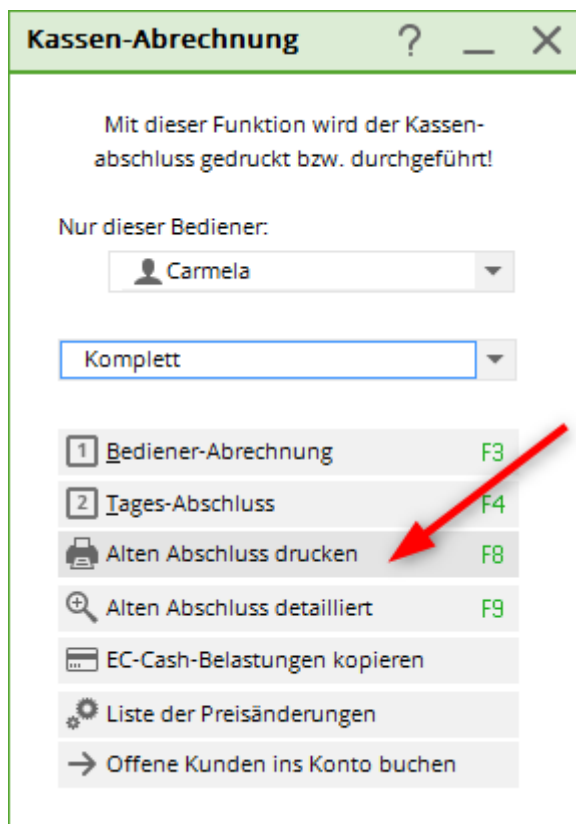 Kassen-Abrechnung ?
Mit dieser Funktion wird der Kassen-
abschluss gedruckt bzw. durchgeführt!
Nur dieser Bediener:
Carmela
Komplett
1 Bediener-Abrechnung F3
2 Tages-Abschluss F4
Alten Abschluss drucken F8
Alten Abschluss detailliert F9
EC-Cash-Belastungen kopieren
Liste der Preisänderungen
Offene Kunden ins Konto buchen